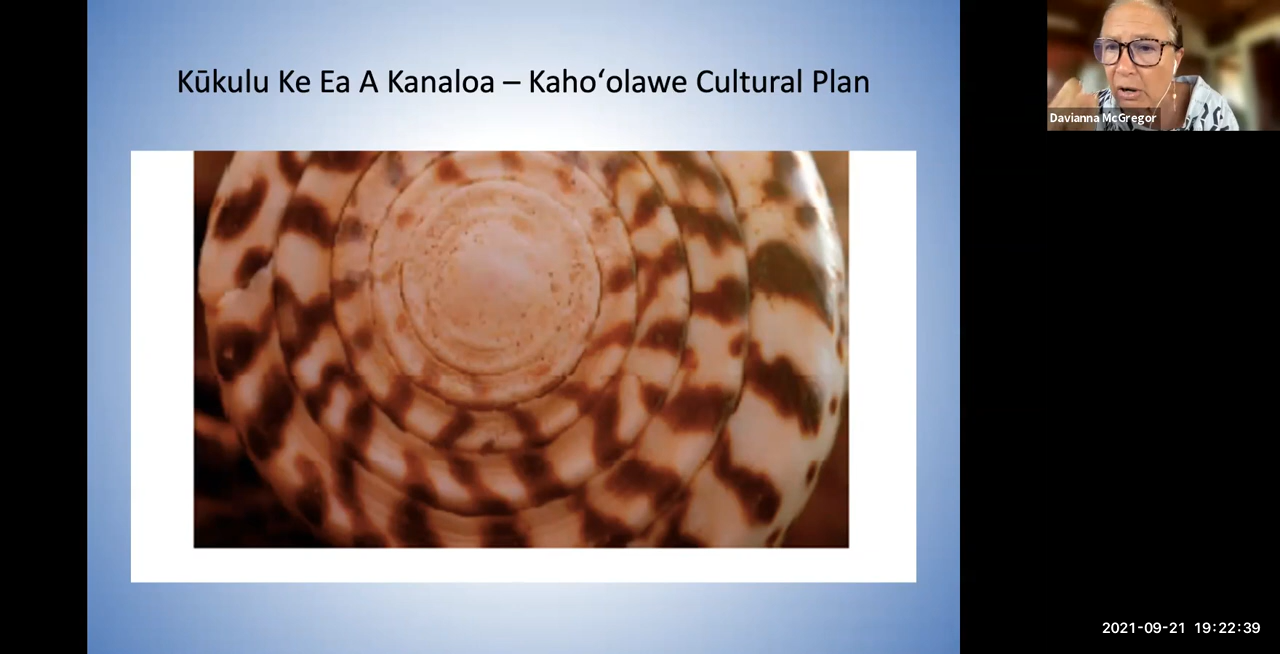 Kūkulu Ke Ea A Kanaloa – Kahoʻolawe Cultural Plan
Davianna McGregor
2021-09-21 19:22:39